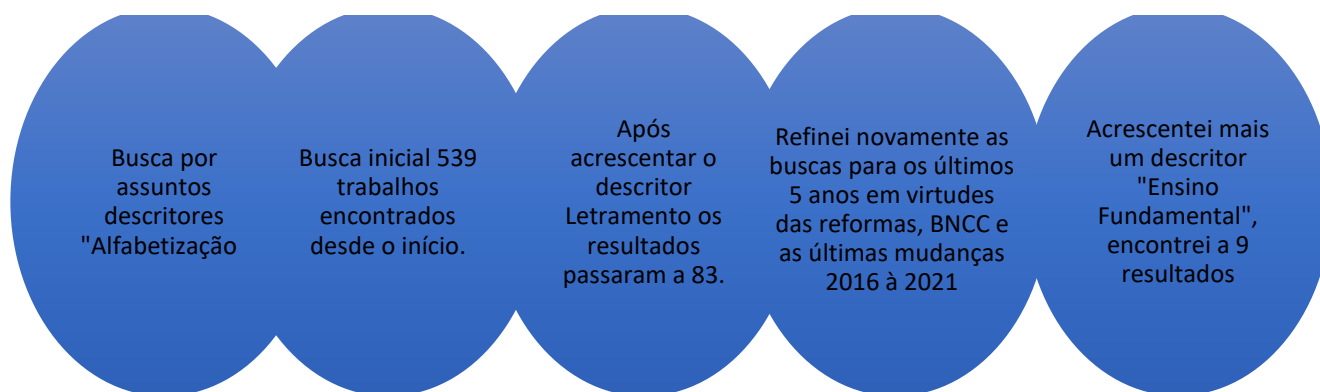 Busca por
assuntos
descritores
"Alfabetização
Busca inicial 539
trabalhos
encontrados
desde o início.
Após
acrescentar o
descritor
Letramento os
resultados
passaram a 83.
Refinei novamente as
buscas para os últimos
5 anos em virtudes
das reformas, BNCC e
as últimas mudanças
2016 à 2021
Acrescentei mais
um descritor
"Ensino
Fundamental",
encontrei a 9
resultados